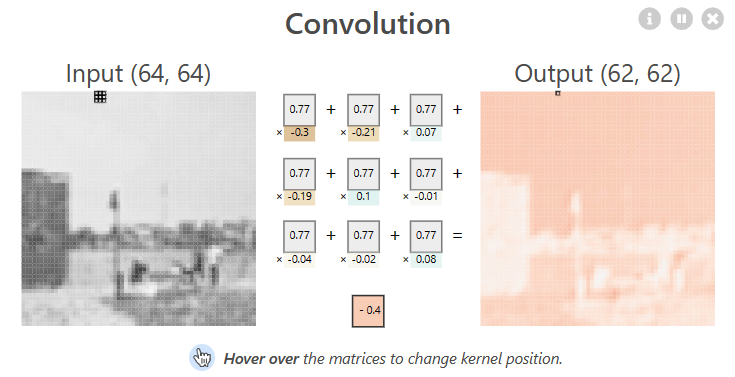 Convolution
Input (64, 64)
Output (62, 62)
0.77 + 0.77 + 0.77 +
× -0.3 × -0.21 × 0.07
0.77 + 0.77 + 0.77 +
× -0.19 × 0.1 × -0.01
0.77 + 0.77 + 0.77 =
× -0.04 × -0.02 × 0.08
- 0.4
Hover over the matrices to change kernel position.